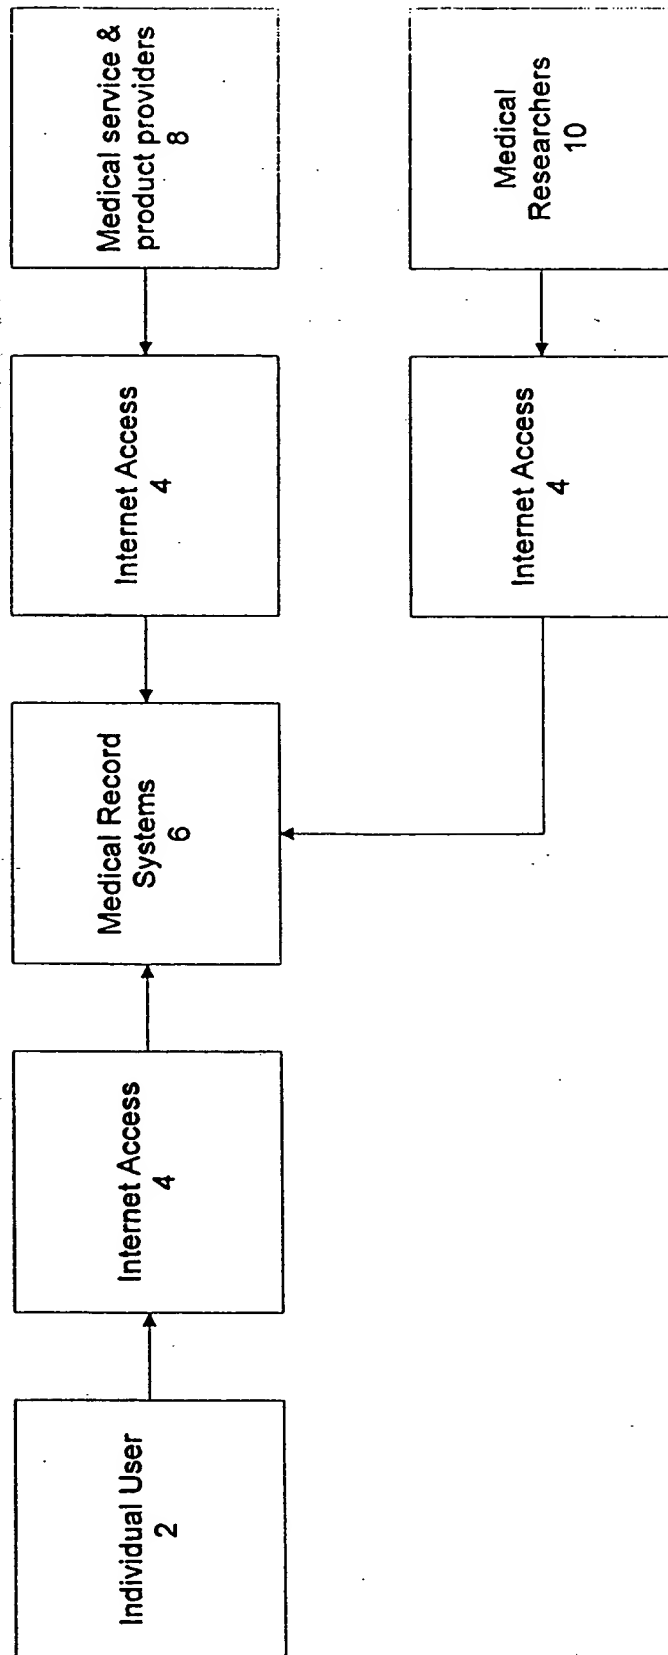 Individual User
2
Internet Access
4
Medical Record
Systems
6
Internet Access
4
Medical service &
product providers
8
Internet Access
4
Medical
Researchers
10